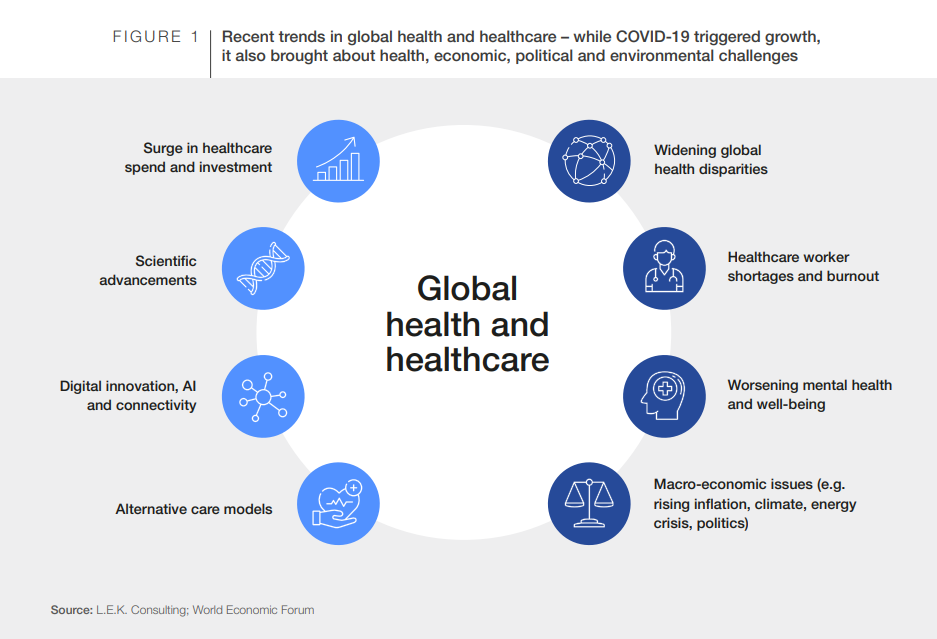 FIGURE 1
Recent trends in global health and healthcare – while COVID-19 triggered growth,
it also brought about health, economic, political and environmental challenges
Surge in healthcare
spend and investment
Scientific
advancements
Digital innovation, AI
and connectivity
Alternative care models
Global
health and
healthcare
Widening global
health disparities
Healthcare worker
shortages and burnout
Worsening mental health
and well-being
Macro-economic issues (e.g.
rising inflation, climate, energy
crisis, politics)
Source: L.E.K. Consulting; World Economic Forum